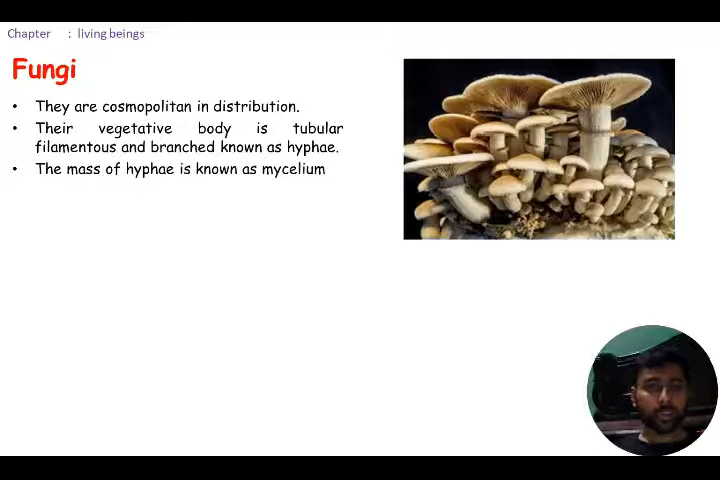 Chapter : living beings
Fungi
• They are cosmopolitan in distribution.
• Their vegetative body is tubular
filamentous and branched known as hyphae.
• The mass of hyphae is known as mycelium